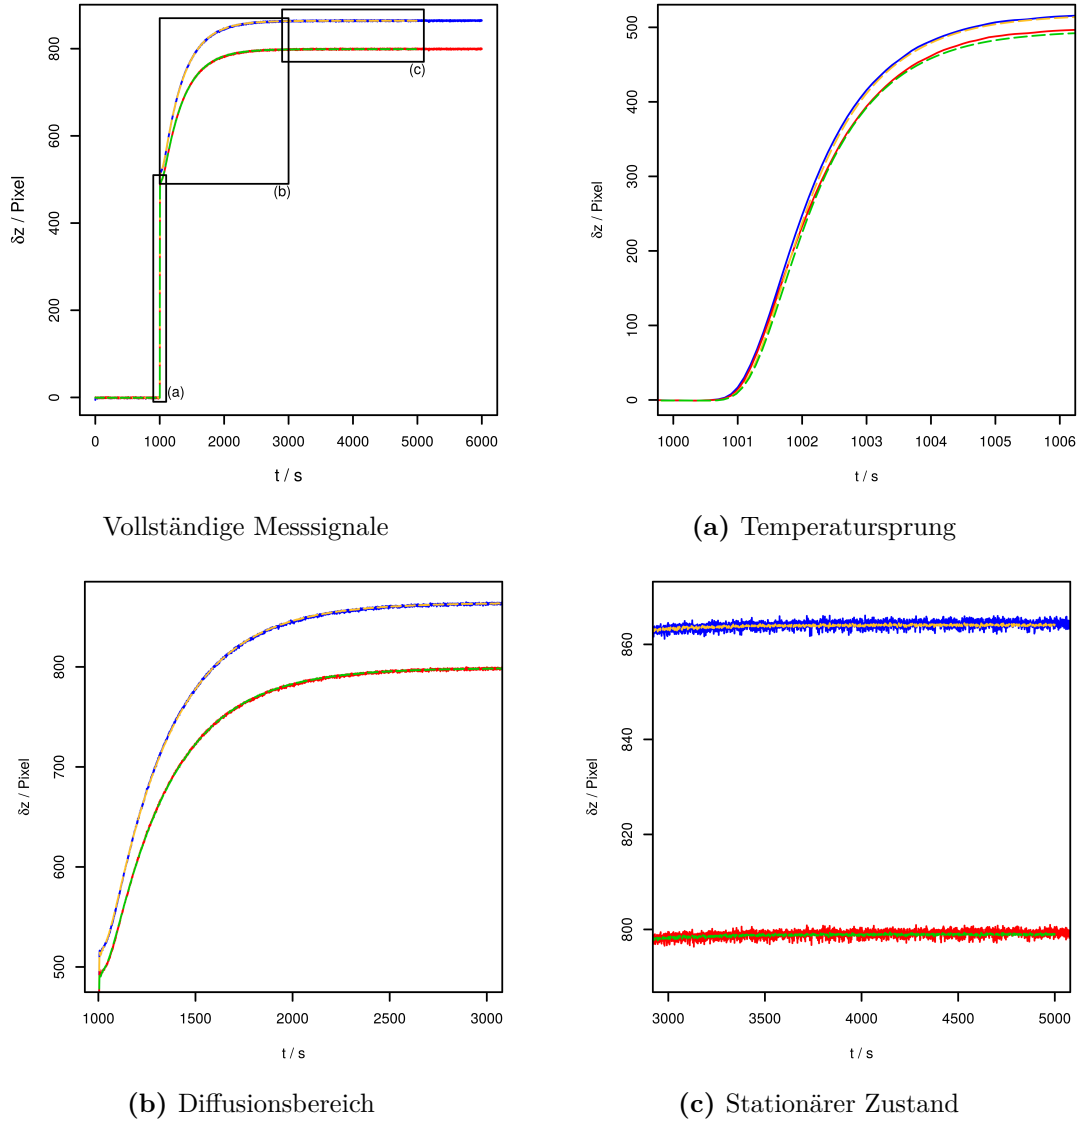 δz / Pixel
800
600
400
200
0
(a)
(b)
(c)
0 1000 2000 3000 4000 5000 6000
t / s
Vollständige Messsignale
δz / Pixel
500
400
300
200
100
0
1000 1001 1002 1003 1004 1005 1006
t / s
(a) Temperatursprung
δz / Pixel
800
700
600
500
1000 1500 2000 2500 3000
t / s
(b) Diffusionsbereich
δz / Pixel
860
840
820
800
3000 3500 4000 4500 5000
t / s
(c) Stationärer Zustand